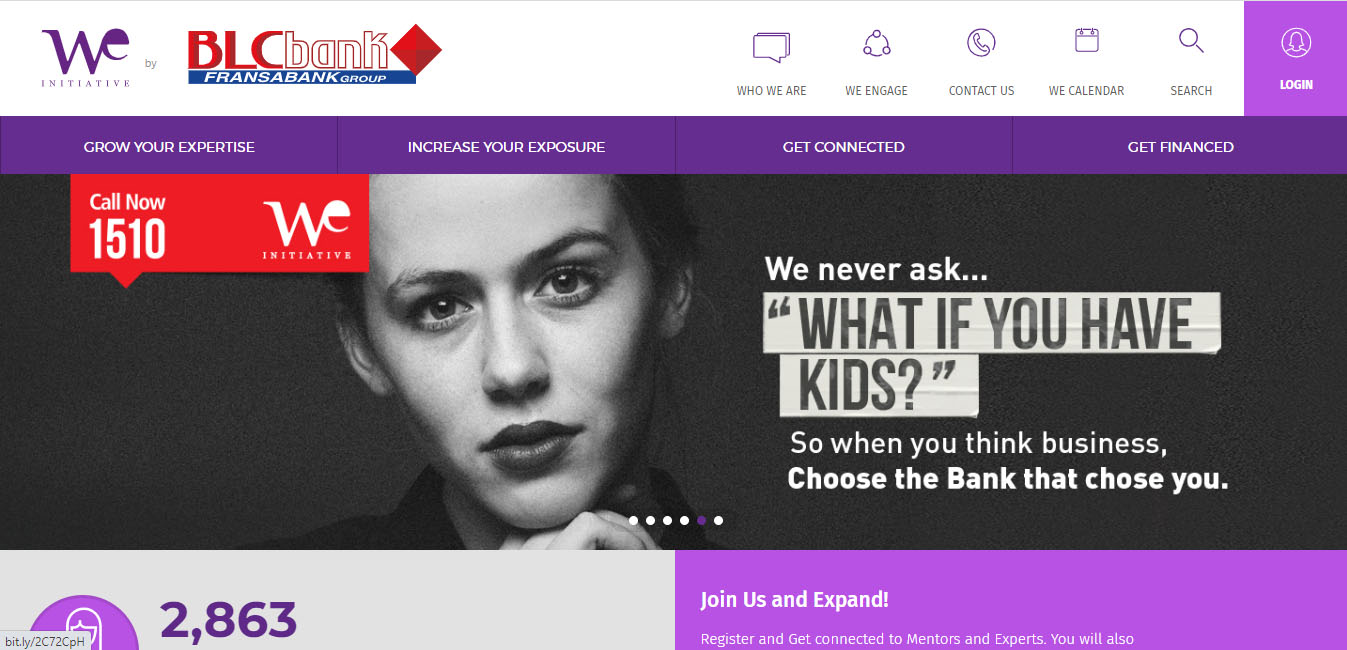 We
INITIATIVE
by
BLCbank
FRANSABANK GROUP
WHO WE ARE
WE ENGAGE
CONTACT US
WE CALENDAR
SEARCH
LOGIN
GROW YOUR EXPERTISE
INCREASE YOUR EXPOSURE
GET CONNECTED
GET FINANCED
Call Now
1510
We
INITIATIVE
We never ask...
“WHAT IF YOU HAVE
KIDS?”
So when you think business,
Choose the Bank that chose you.
2,863
Join Us and Expand!
Register and Get connected to Mentors and Experts. You will also
bit.ly/2C72CpH